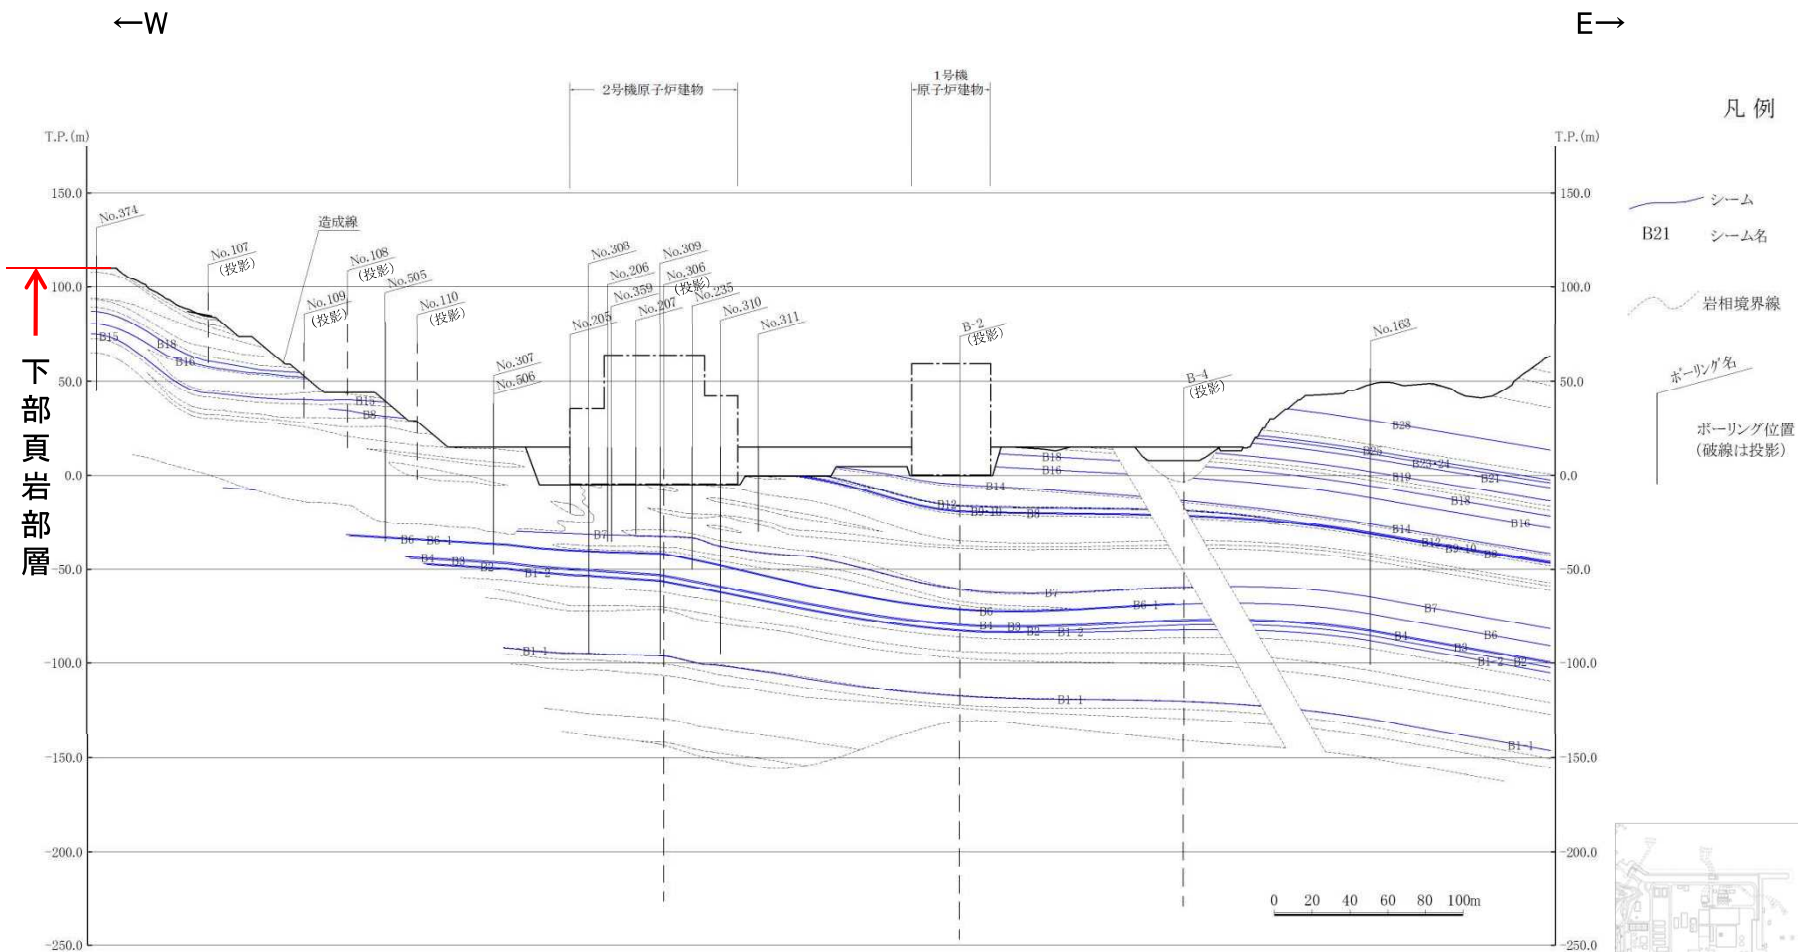 ←W
E→
2号機原子炉建物
1号機
原子炉建物
凡 例
T.P.(m)
T.P.(m)
150.0
100.0
50.0
0.0
-50.0
-100.0
-150.0
-200.0
-250.0
150.0
100.0
50.0
0.0
-50.0
-100.0
-150.0
-200.0
-250.0
下部頁岩部層
No.374
No.107
(投影)
造成線
No.108
(投影)
No.109
(投影)
No.505
No.110
(投影)
No.307
No.506
No.205
No.308
No.206
No.359
No.207
No.309
No.306
(投影)
No.235
No.310
No.311
B-2
(投影)
B-4
(投影)
No.163
B15
B18
B16
B15
B8
B6
B6-1
B4
B3
B2
B1-2
B7
B1-1
B18
B16
B14
B12
B9-10
B8
B7
B6
B6-1
B4
B3
B2
B1-2
B1-1
B28
B25
B23-24
B21
B19
B18
B16
B14
B12
B9-10
B8
B7
B6
B4
B3
B2
B1-2
B1-1
シーム
B21
シーム名
岩相境界線
ボーリング名
ボーリング位置
(破線は投影)
0 20 40 60 80 100m